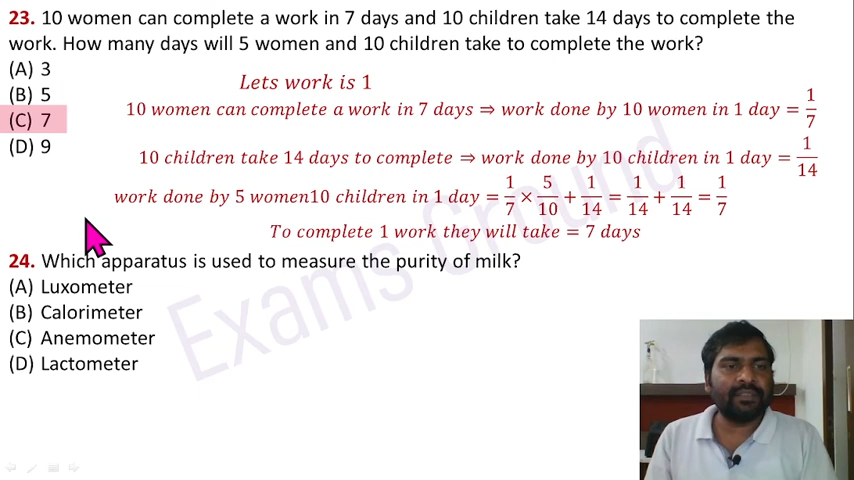 23. 10 women can complete a work in 7 days and 10 children take 14 days to complete the
work. How many days will 5 women and 10 children take to complete the work?
(A) 3
Lets work is 1
(B) 5
10 women can complete a work in 7 days ⇒ work done by 10 women in 1 day = 1/7
(C) 7
(D) 9
10 children take 14 days to complete ⇒ work done by 10 children in 1 day = 1/14
work done by 5 women10 children in 1 day = 1/7 × 5/10 + 1/14 = 1/14 + 1/14 = 1/7
To complete 1 work they will take = 7 days
24. Which apparatus is used to measure the purity of milk?
(A) Luxometer
(B) Calorimeter
(C) Anemometer
(D) Lactometer
Exams Ground